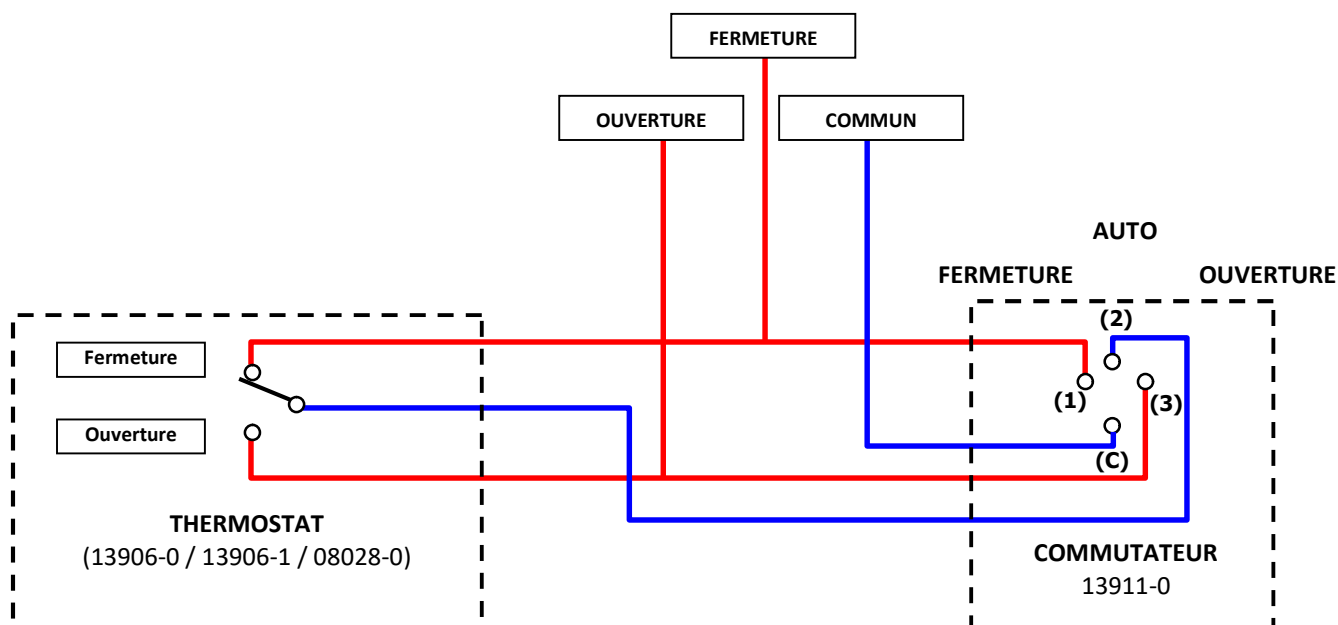 FERMETURE
OUVERTURE
COMMUN
AUTO
FERMETURE
OUVERTURE
Fermeture
Ouverture
(2)
(1)
(3)
(C)
THERMOSTAT
(13906-0 / 13906-1 / 08028-0)
COMMUTATEUR
13911-0